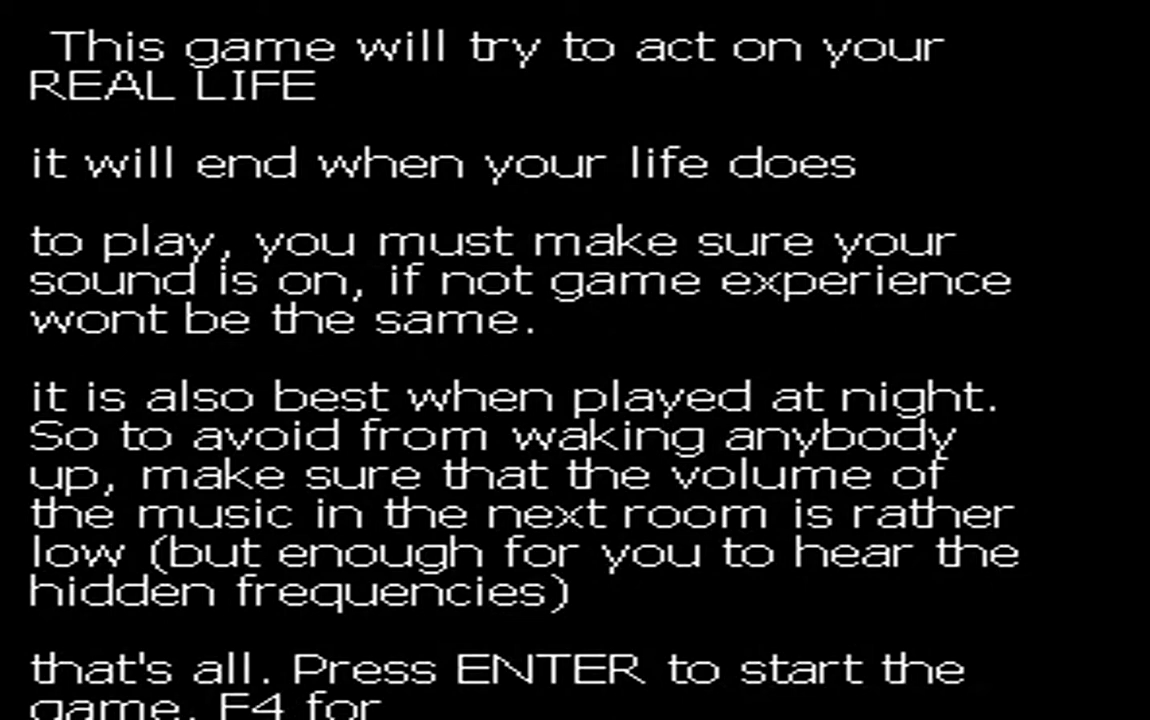 This game will try to act on your
REAL LIFE
it will end when your life does
to play, you must make sure your
sound is on, if not game experience
wont be the same.
it is also best when played at night.
So to avoid from waking anybody
up, make sure that the volume of
the music in the next room is rather
low (but enough for you to hear the
hidden frequencies)
that's all. Press ENTER to start the
game. F4 for